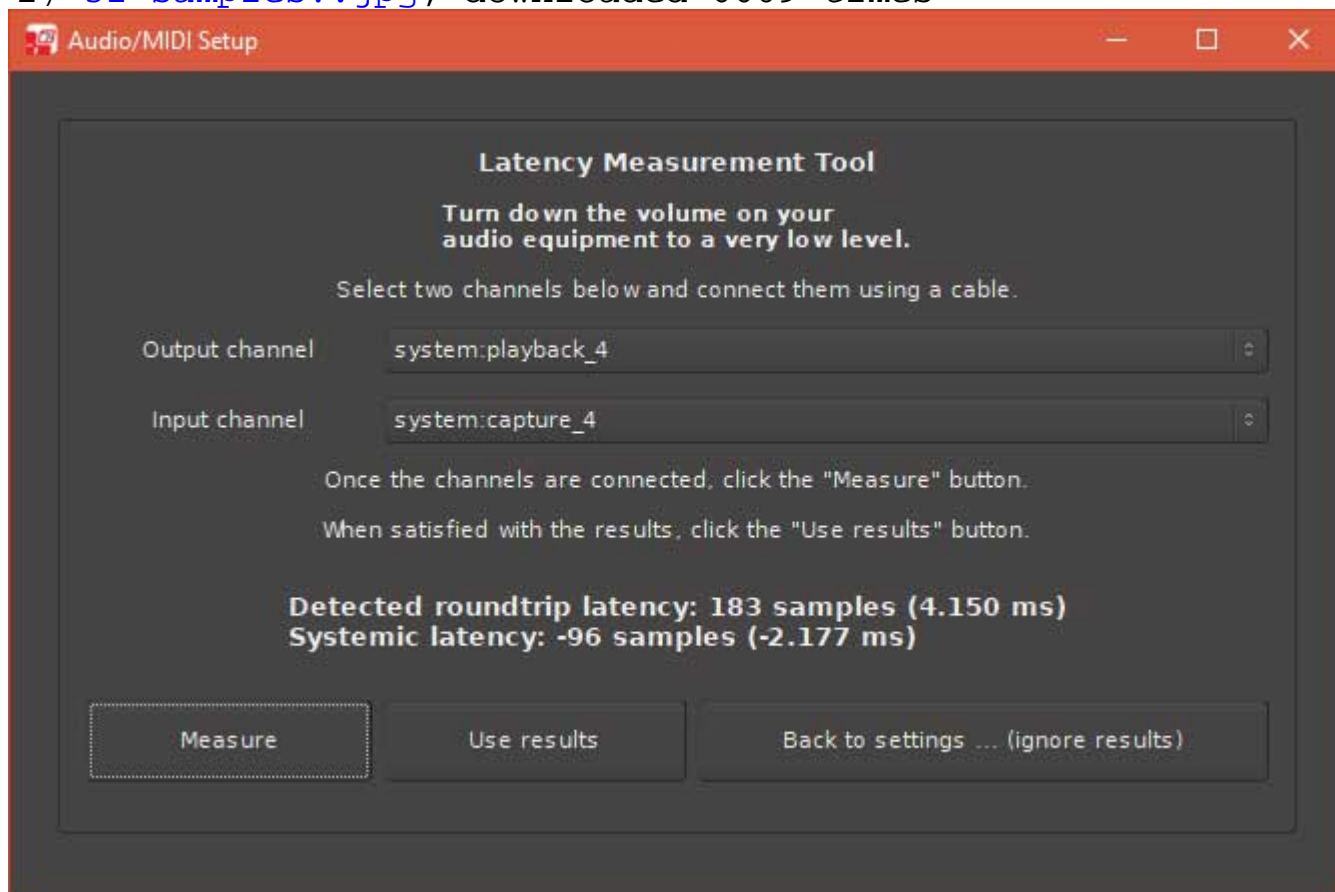 Audio/MIDI Setup
Latency Measurement Tool
Turn down the volume on your
audio equipment to a very low level.
Select two channels below and connect them using a cable.
Output channel system:playback_4
Input channel system:capture_4
Once the channels are connected, click the "Measure" button.
When satisfied with the results, click the "Use results" button.
Detected roundtrip latency: 183 samples (4.150 ms)
Systemic latency: -96 samples (-2.177 ms)
Measure Use results Back to settings ... (ignore results)